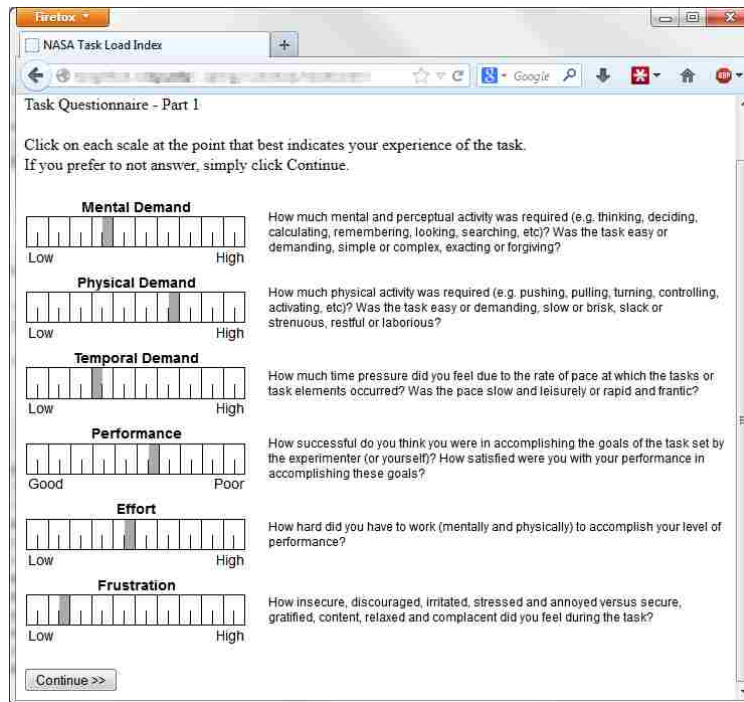 Firefox
NASA Task Load Index
Google
ABP
Task Questionnaire - Part 1
Click on each scale at the point that best indicates your experience of the task.
If you prefer to not answer, simply click Continue.
Mental Demand
Low High
How much mental and perceptual activity was required (e.g. thinking, deciding,
calculating, remembering, looking, searching, etc)? Was the task easy or
demanding, simple or complex, exacting or forgiving?
Physical Demand
Low High
How much physical activity was required (e.g. pushing, pulling, turning, controlling,
activating, etc)? Was the task easy or demanding, slow or brisk, slack or
strenuous, restful or laborious?
Temporal Demand
Low High
How much time pressure did you feel due to the rate of pace at which the tasks or
task elements occurred? Was the pace slow and leisurely or rapid and frantic?
Performance
Good Poor
How successful do you think you were in accomplishing the goals of the task set by
the experimenter (or yourself)? How satisfied were you with your performance in
accomplishing these goals?
Effort
Low High
How hard did you have to work (mentally and physically) to accomplish your level of
performance?
Frustration
Low High
How insecure, discouraged, irritated, stressed and annoyed versus secure,
gratified, content, relaxed and complacent did you feel during the task?
Continue >>